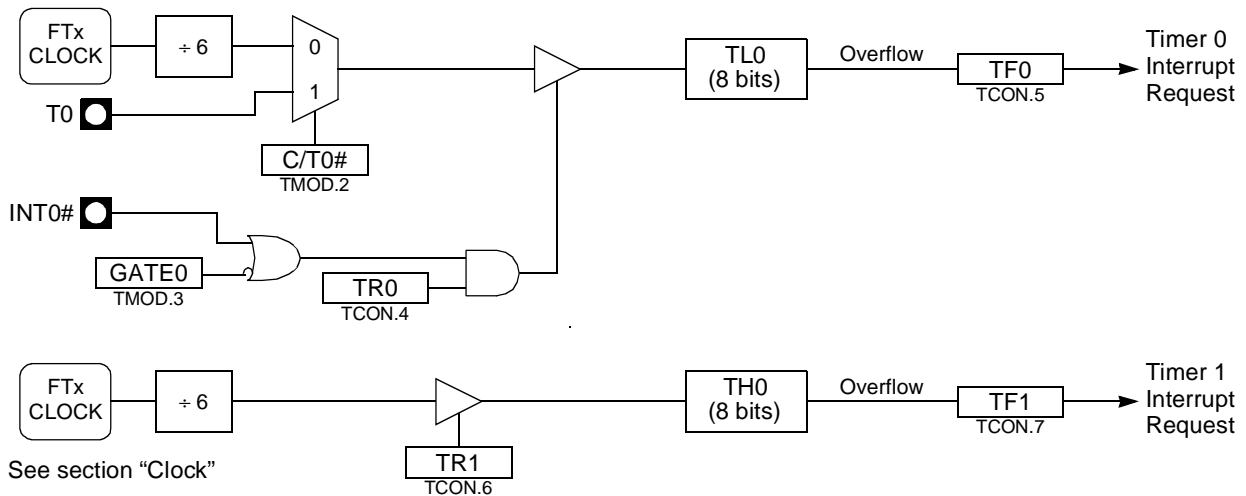 FTx
CLOCK
÷ 6
0
1
T0
C/T0#
TMOD.2
TL0
(8 bits)
Overflow
TF0
TCON.5
Timer 0
Interrupt
Request
INT0#
GATE0
TMOD.3
TR0
TCON.4
FTx
CLOCK
÷ 6
TR1
TCON.6
TH0
(8 bits)
Overflow
TF1
TCON.7
Timer 1
Interrupt
Request
See section “Clock”